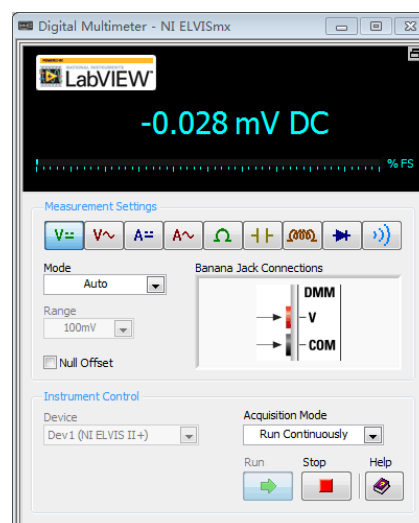 Digital Multimeter - NI ELVISmx
POWERED BY
NATIONAL INSTRUMENTS
LabVIEW
-0.028 mV DC
% FS
Measurement Settings
V V A A Ω
Mode
Banana Jack Connections
Auto
DMM
V
COM
Range
100mV
Null Offset
Instrument Control
Device
Acquisition Mode
Dev1 (NI ELVIS II+)
Run Continuously
Run Stop Help